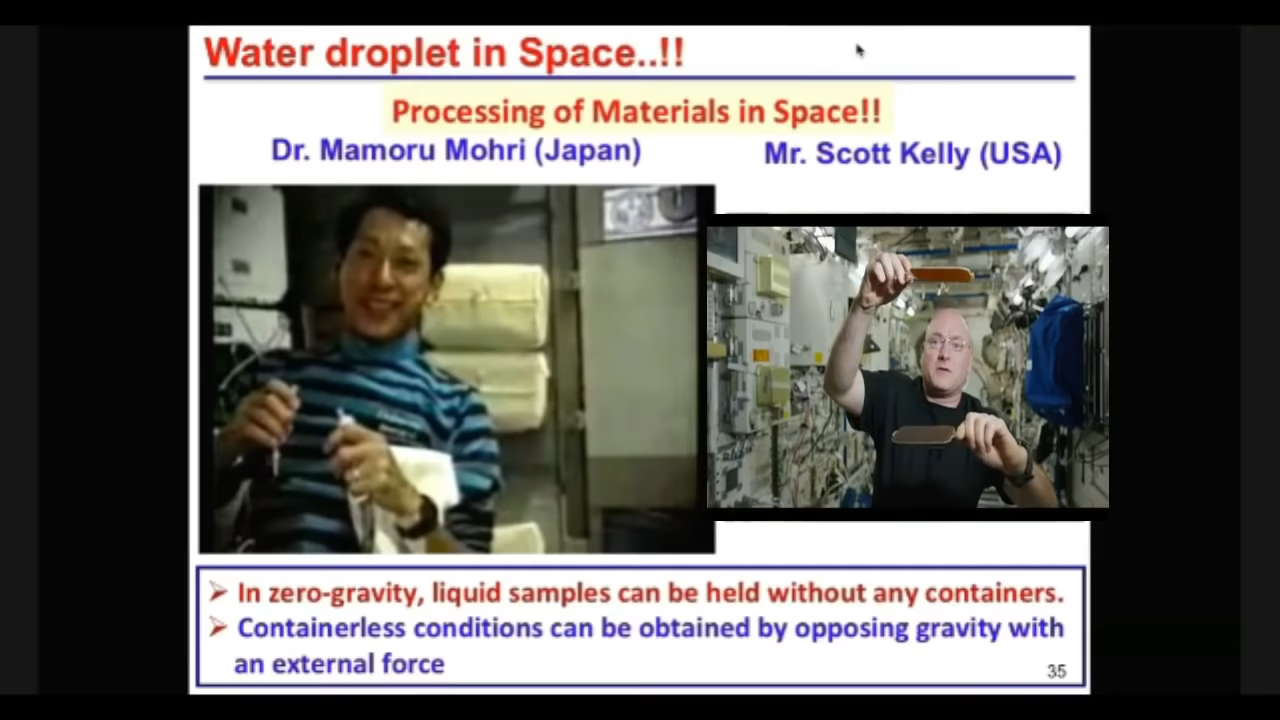 Water droplet in Space..!!
Processing of Materials in Space!!
Dr. Mamoru Mohri (Japan)
Mr. Scott Kelly (USA)
➢ In zero-gravity, liquid samples can be held without any containers.
➢ Containerless conditions can be obtained by opposing gravity with
an external force
35